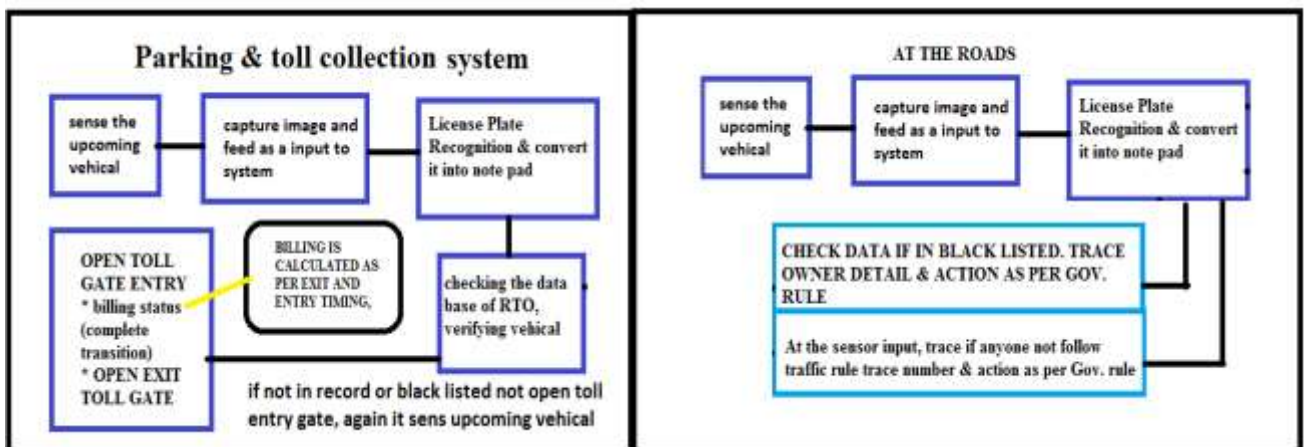 Parking & toll collection system
sense the
upcoming
vehical
capture image and
feed as a input to
system
License Plate
Recognition & convert
it into note pad
OPEN TOLL
GATE ENTRY
* billing status
(complete
transition)
* OPEN EXIT
TOLL GATE
BILLING IS
CALCULATED AS
PER EXIT AND
ENTRY TIMING,
checking the data
base of RTO,
verifying vehical
if not in record or black listed not open toll
entry gate, again it sens upcoming vehical
AT THE ROADS
sense the
upcoming
vehical
capture image and
feed as a input to
system
License Plate
Recognition & convert
it into note pad
CHECK DATA IF IN BLACK LISTED. TRACE
OWNER DETAIL & ACTION AS PER GOV.
RULE
At the sensor input, trace if anyone not follow
traffic rule trace number & action as per Gov. rule